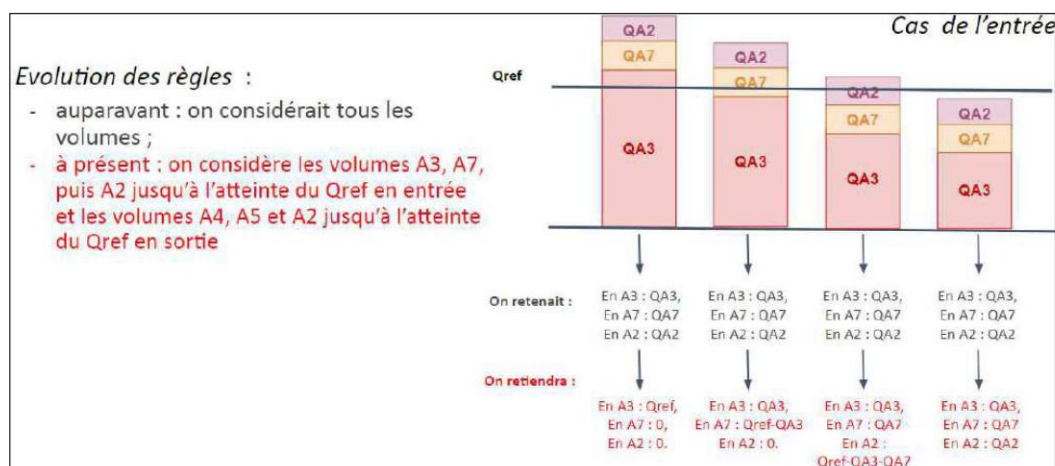 Cas de l'entrée
Evolution des règles :
- auparavant : on considérait tous les
volumes ;
- à présent : on considère les volumes A3, A7,
puis A2 jusqu'à l'atteinte du Qref en entrée
et les volumes A4, A5 et A2 jusqu'à l'atteinte
du Qref en sortie
Qref
QA2
QA7
QA3
QA2
QA7
QA3
QA2
QA7
QA3
QA2
QA7
QA3
On retenait :
En A3 : QA3,
En A7 : QA7
En A2 : QA2
En A3 : QA3,
En A7 : QA7
En A2 : QA2
En A3 : QA3,
En A7 : QA7
En A2 : QA2
En A3 : QA3,
En A7 : QA7
En A2 : QA2
On retiendra :
En A3 : Qref,
En A7 : 0,
En A2 : 0.
En A3 : QA3,
En A7 : Qref-QA3
En A2 : 0.
En A3 : QA3,
En A7 : QA7
En A2 :
Qref-QA3-QA7
En A3 : QA3,
En A7 : QA7
En A2 : QA2